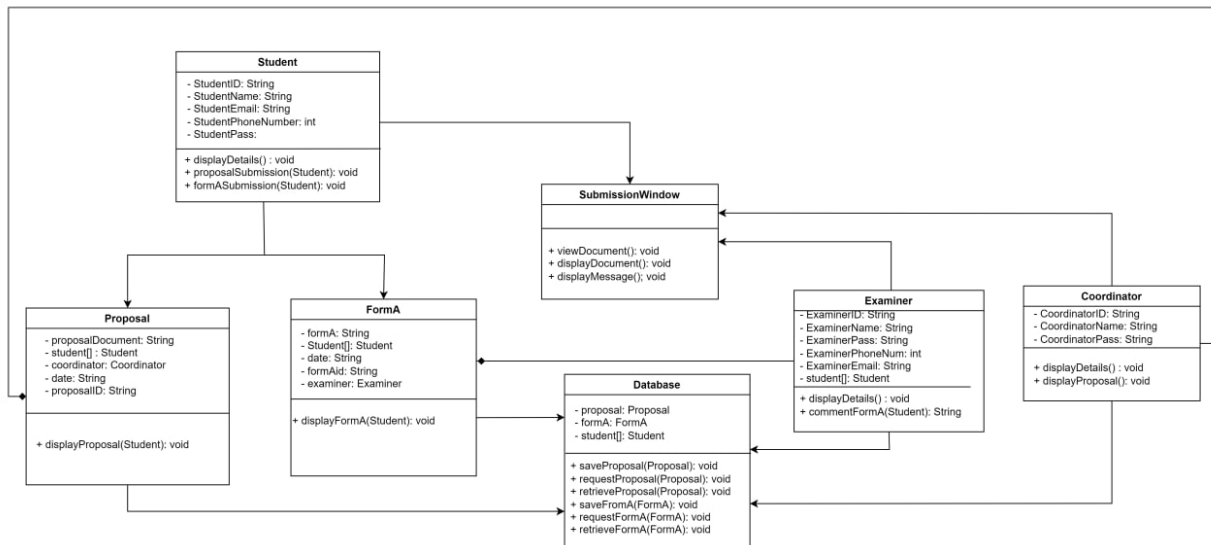 Student
- StudentID: String
- StudentName: String
- StudentEmail: String
- StudentPhoneNumber: int
- StudentPass:
+ displayDetails() : void
+ proposalSubmission(Student): void
+ formASubmission(Student): void
SubmissionWindow
+ viewDocument(): void
+ displayDocument(): void
+ displayMessage(); void
Proposal
- proposalDocument: String
- student[] : Student
- coordinator: Coordinator
- date: String
- proposalID: String
+ displayProposal(Student): void
FormA
- formA: String
- Student[]: Student
- date: String
- formAid: String
- examiner: Examiner
+ displayFormA(Student): void
Database
- proposal: Proposal
- formA: FormA
- student[]: Student
+ saveProposal(Proposal): void
+ requestProposal(Proposal): void
+ retrieveProposal(Proposal): void
+ saveFromA(FormA): void
+ requestFormA(FormA): void
+ retrieveFormA(FormA): void
Examiner
- ExaminerID: String
- ExaminerName: String
- ExaminerPass: String
- ExaminerPhoneNum: int
- ExaminerEmail: String
- student[]: Student
+ displayDetails() : void
+ commentFormA(Student): String
Coordinator
- CoordinatorID: String
- CoordinatorName: String
- CoordinatorPass: String
+ displayDetails() : void
+ displayProposal(): void